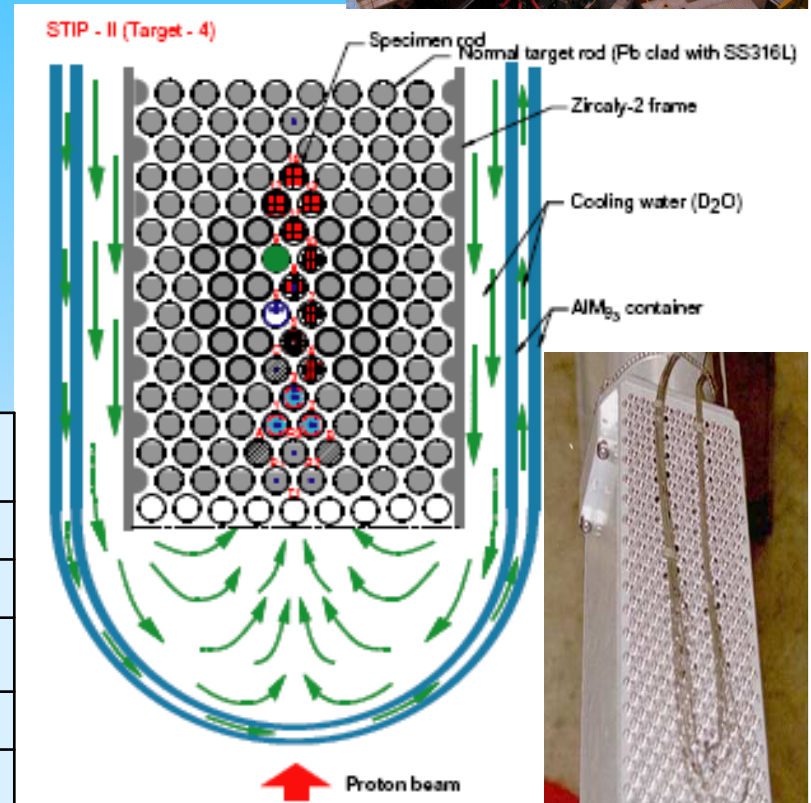 STIP - II (Target - 4)
Specimen rod
Normal target rod (Pb clad with SS316L)
Zircaly-2 frame
Cooling water (D₂O)
AlMg₃ container
Proton beam